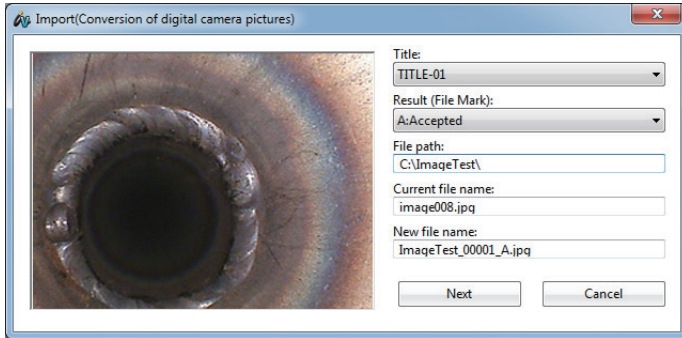 Import(Conversion of digital camera pictures)
Title:
TITLE-01
Result (File Mark):
A:Accepted
File path:
C:\ImageTest\
Current file name:
image008.jpg
New file name:
ImageTest_00001_A.jpg
Next
Cancel